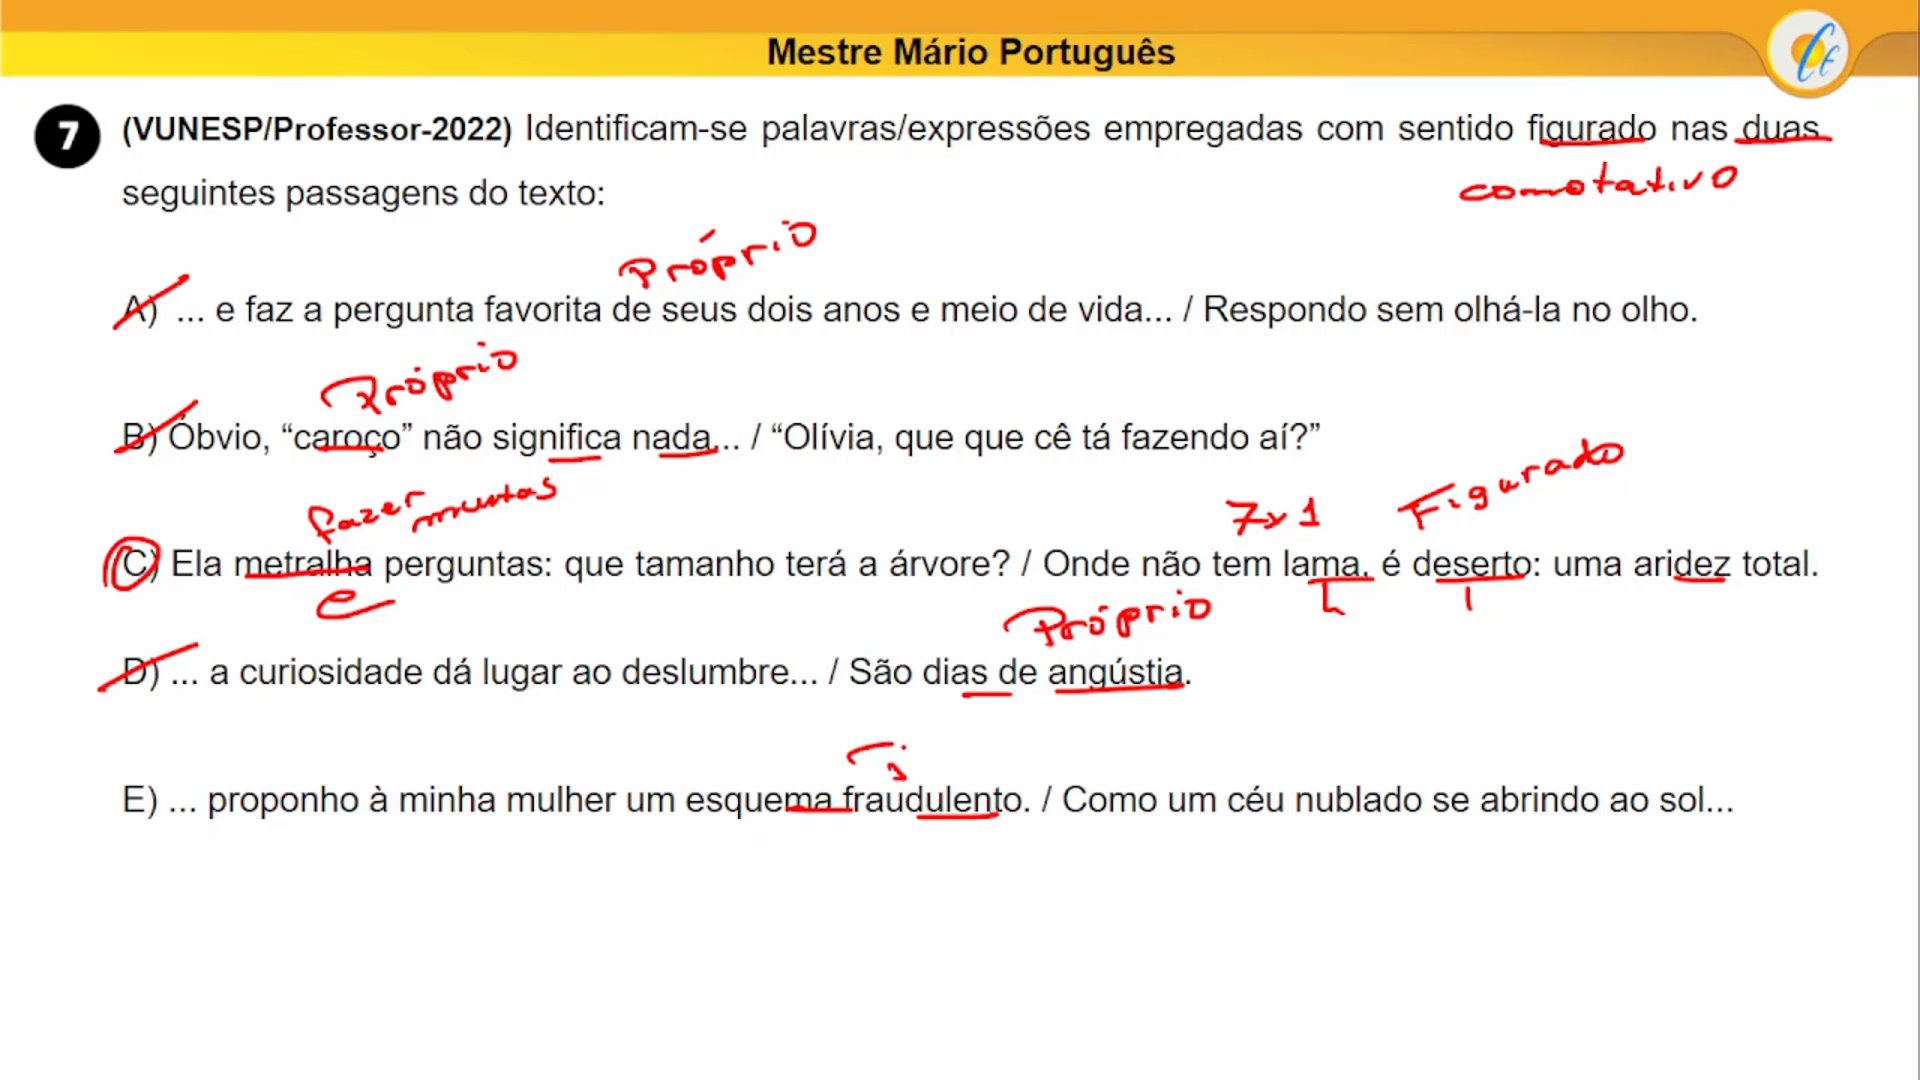 Mestre Mário Português
7 (VUNESP/Professor-2022) Identificam-se palavras/expressões empregadas com sentido figurado nas duas
conotativo
seguintes passagens do texto:
Próprio
A) ... e faz a pergunta favorita de seus dois anos e meio de vida... / Respondo sem olhá-la no olho.
Próprio
B) Óbvio, “caroço” não significa nada... / “Olívia, que que cê tá fazendo aí?”
fazer muitas 7x1 Figurado
C) Ela metralha perguntas: que tamanho terá a árvore? / Onde não tem lama, é deserto: uma aridez total.
Próprio
D) ... a curiosidade dá lugar ao deslumbre... / São dias de angústia.
E) ... proponho à minha mulher um esquema fraudulento. / Como um céu nublado se abrindo ao sol...